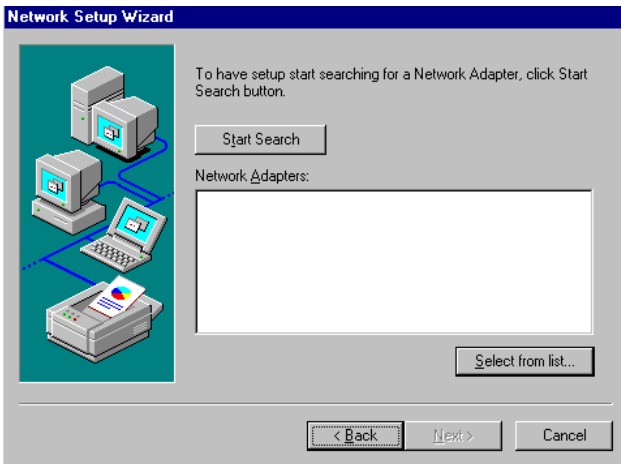 Network Setup Wizard
To have setup start searching for a Network Adapter, click Start
Search button.
Start Search
Network Adapters:
Select from list...
< Back
Next >
Cancel